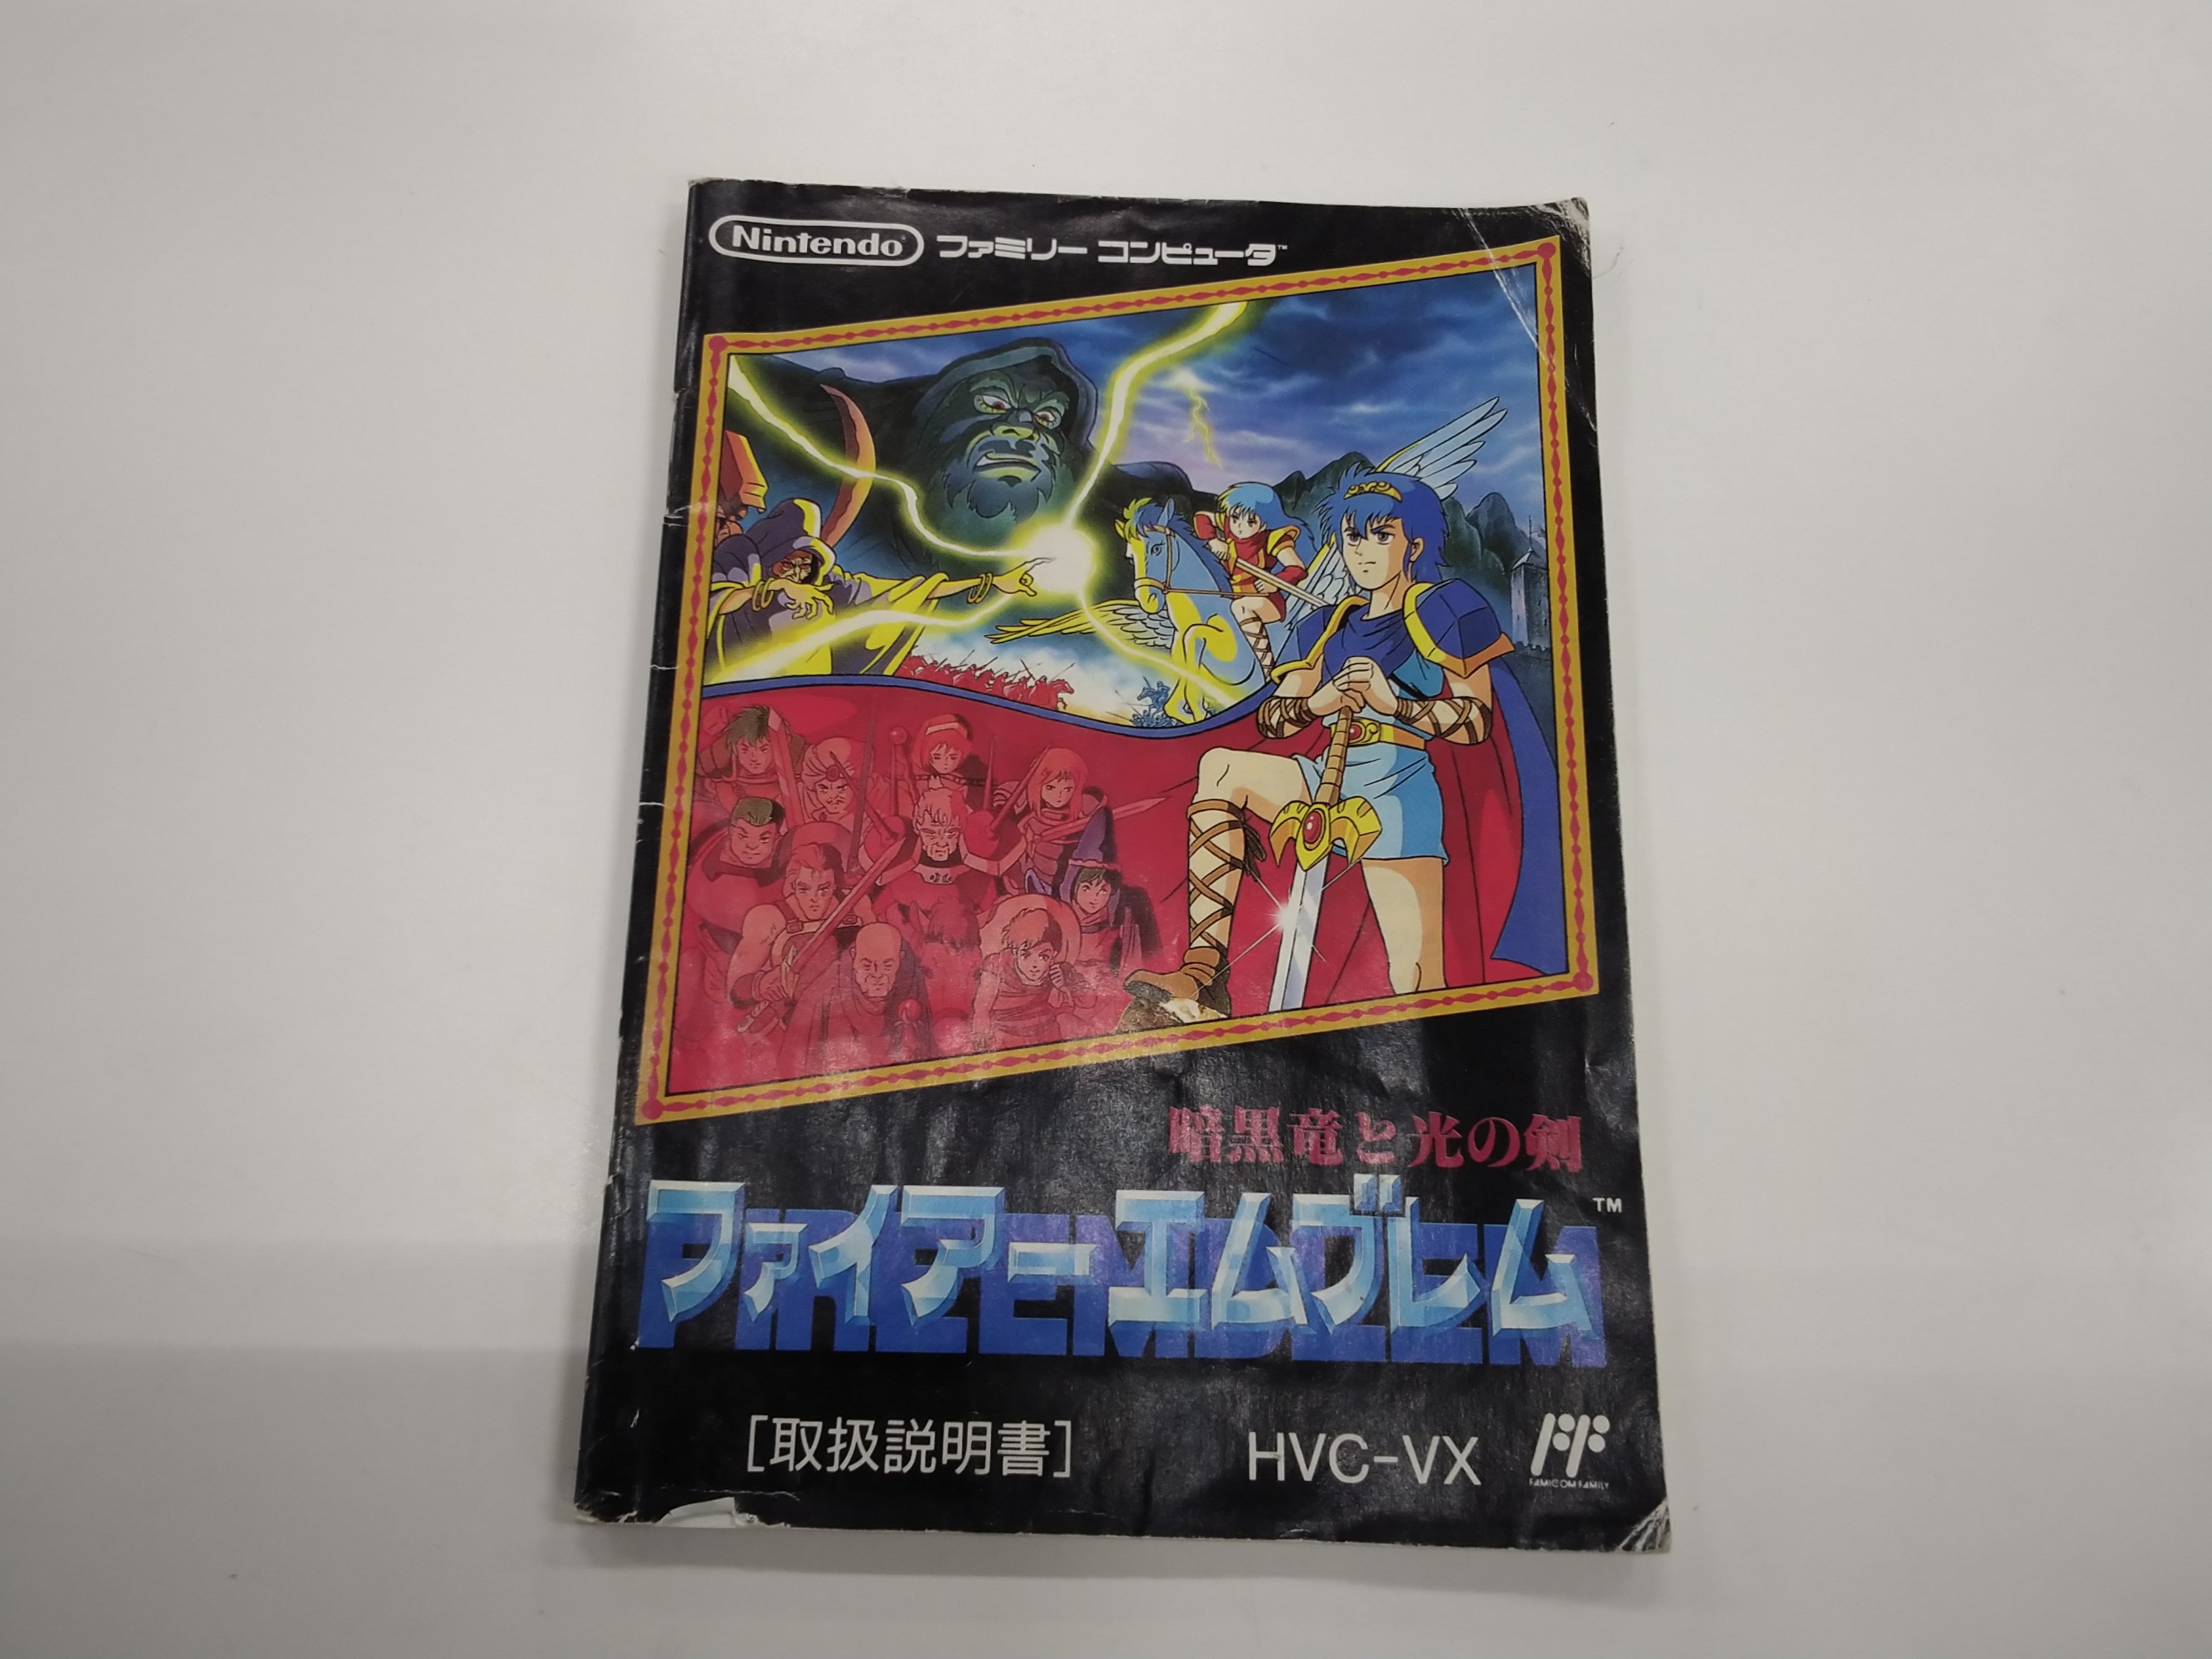 Nintendo ファミリー コンピュータ™
暗黒竜と光の剣
ファイアーエムブレム™
FIRE EMBLEM
[取扱説明書] HVC-VX
FAMICOM FAMILY